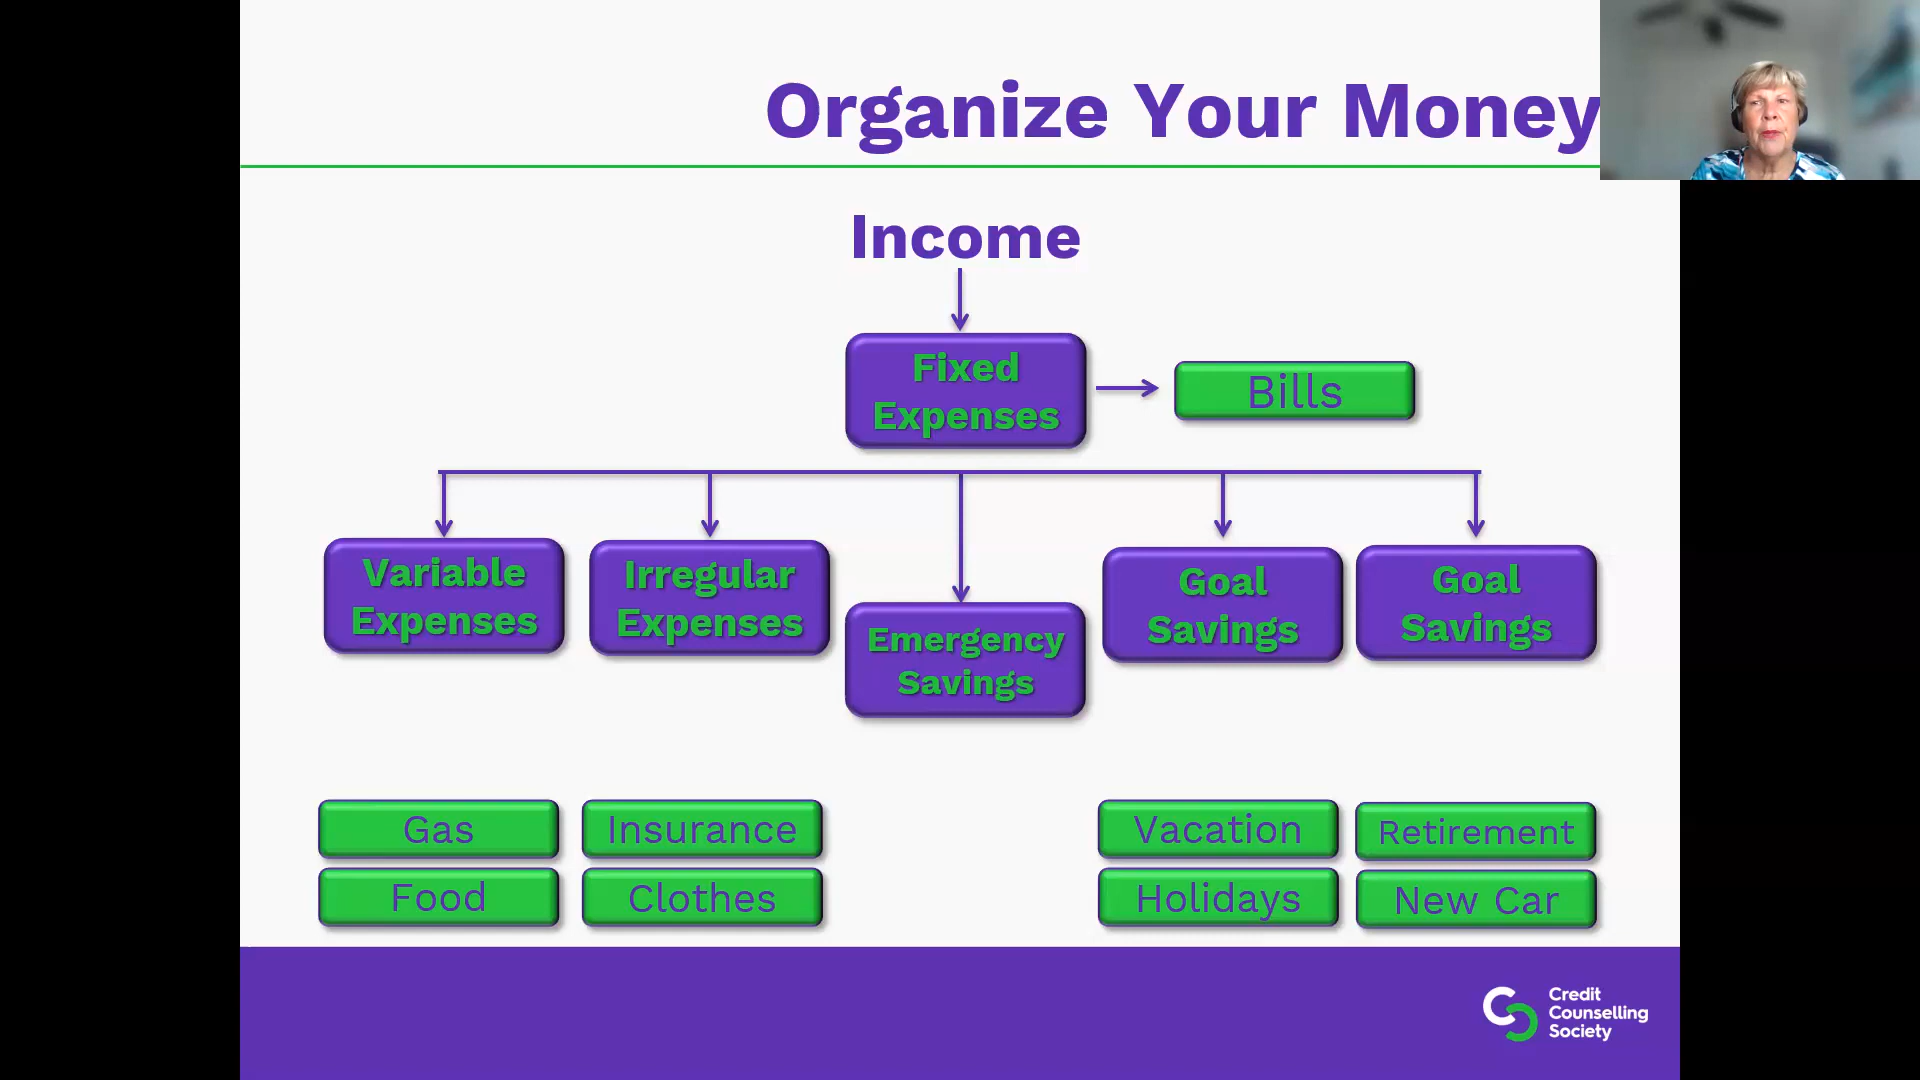 Organize Your Money
Income
Fixed
Expenses
Bills
Variable
Expenses
Irregular
Expenses
Emergency
Savings
Goal
Savings
Goal
Savings
Gas
Insurance
Vacation
Retirement
Food
Clothes
Holidays
New Car
Credit
Counselling
Society